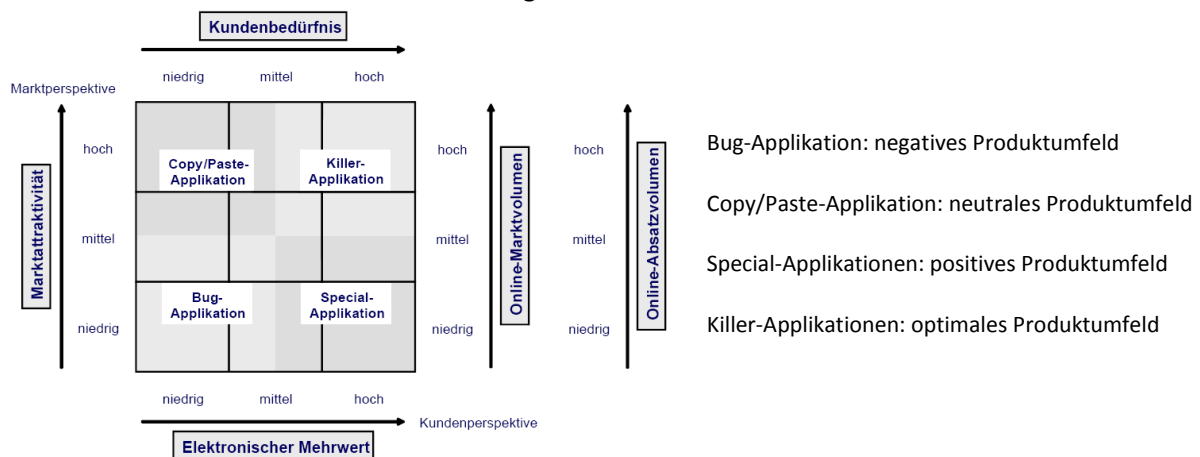 Kundenbedürfnis
niedrig mittel hoch
Marktperspektive
Marktattraktivität
hoch
mittel
niedrig
Copy/Paste-
Applikation
Killer-
Applikation
Bug-
Applikation
Special-
Applikation
hoch
mittel
niedrig
Online-Marktvolumen
hoch
mittel
niedrig
Online-Absatzvolumen
niedrig mittel hoch
Kundenperspektive
Elektronischer Mehrwert
Bug-Applikation: negatives Produktumfeld
Copy/Paste-Applikation: neutrales Produktumfeld
Special-Applikationen: positives Produktumfeld
Killer-Applikationen: optimales Produktumfeld